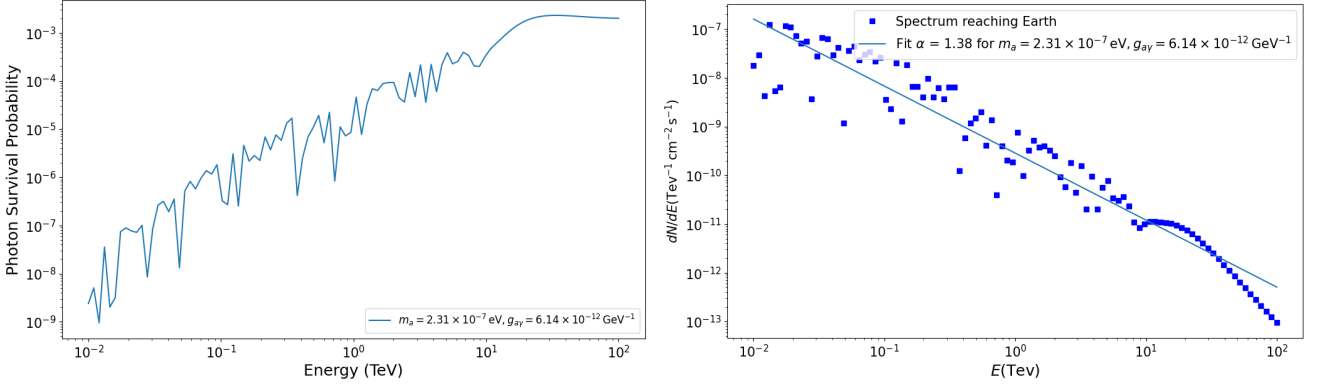 10⁻³
10⁻⁴
10⁻⁵
10⁻⁶
10⁻⁷
10⁻⁸
10⁻⁹
Photon Survival Probability
10⁻² 10⁻¹ 10⁰ 10¹ 10²
Energy (TeV)
mₐ = 2.31 × 10⁻⁷ eV, gₐᵧ = 6.14 × 10⁻¹² GeV⁻¹
10⁻⁷
10⁻⁸
10⁻⁹
10⁻¹⁰
10⁻¹¹
10⁻¹²
10⁻¹³
dN/dE(Tev⁻¹ cm⁻² s⁻¹)
Spectrum reaching Earth
Fit α = 1.38 for mₐ = 2.31 × 10⁻⁷ eV, gₐᵧ = 6.14 × 10⁻¹² GeV⁻¹
10⁻² 10⁻¹ 10⁰ 10¹ 10²
E(Tev)